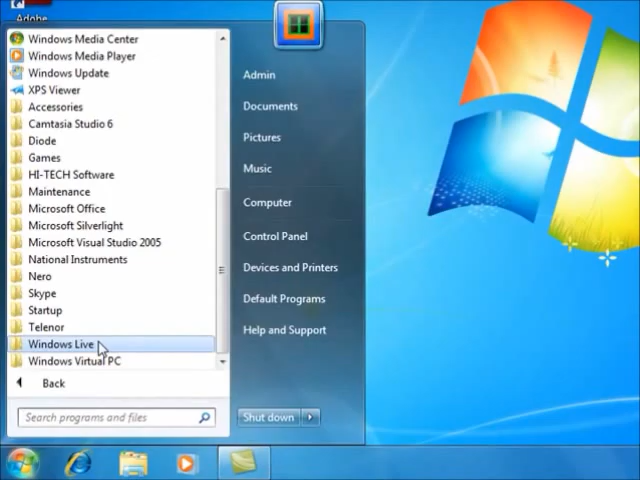 Adobe
Windows Media Center
Windows Media Player
Windows Update
XPS Viewer
Accessories
Camtasia Studio 6
Diode
Games
HI-TECH Software
Maintenance
Microsoft Office
Microsoft Silverlight
Microsoft Visual Studio 2005
National Instruments
Nero
Skype
Startup
Telenor
Windows Live
Windows Virtual PC
Back
Search programs and files
Admin
Documents
Pictures
Music
Computer
Control Panel
Devices and Printers
Default Programs
Help and Support
Shut down